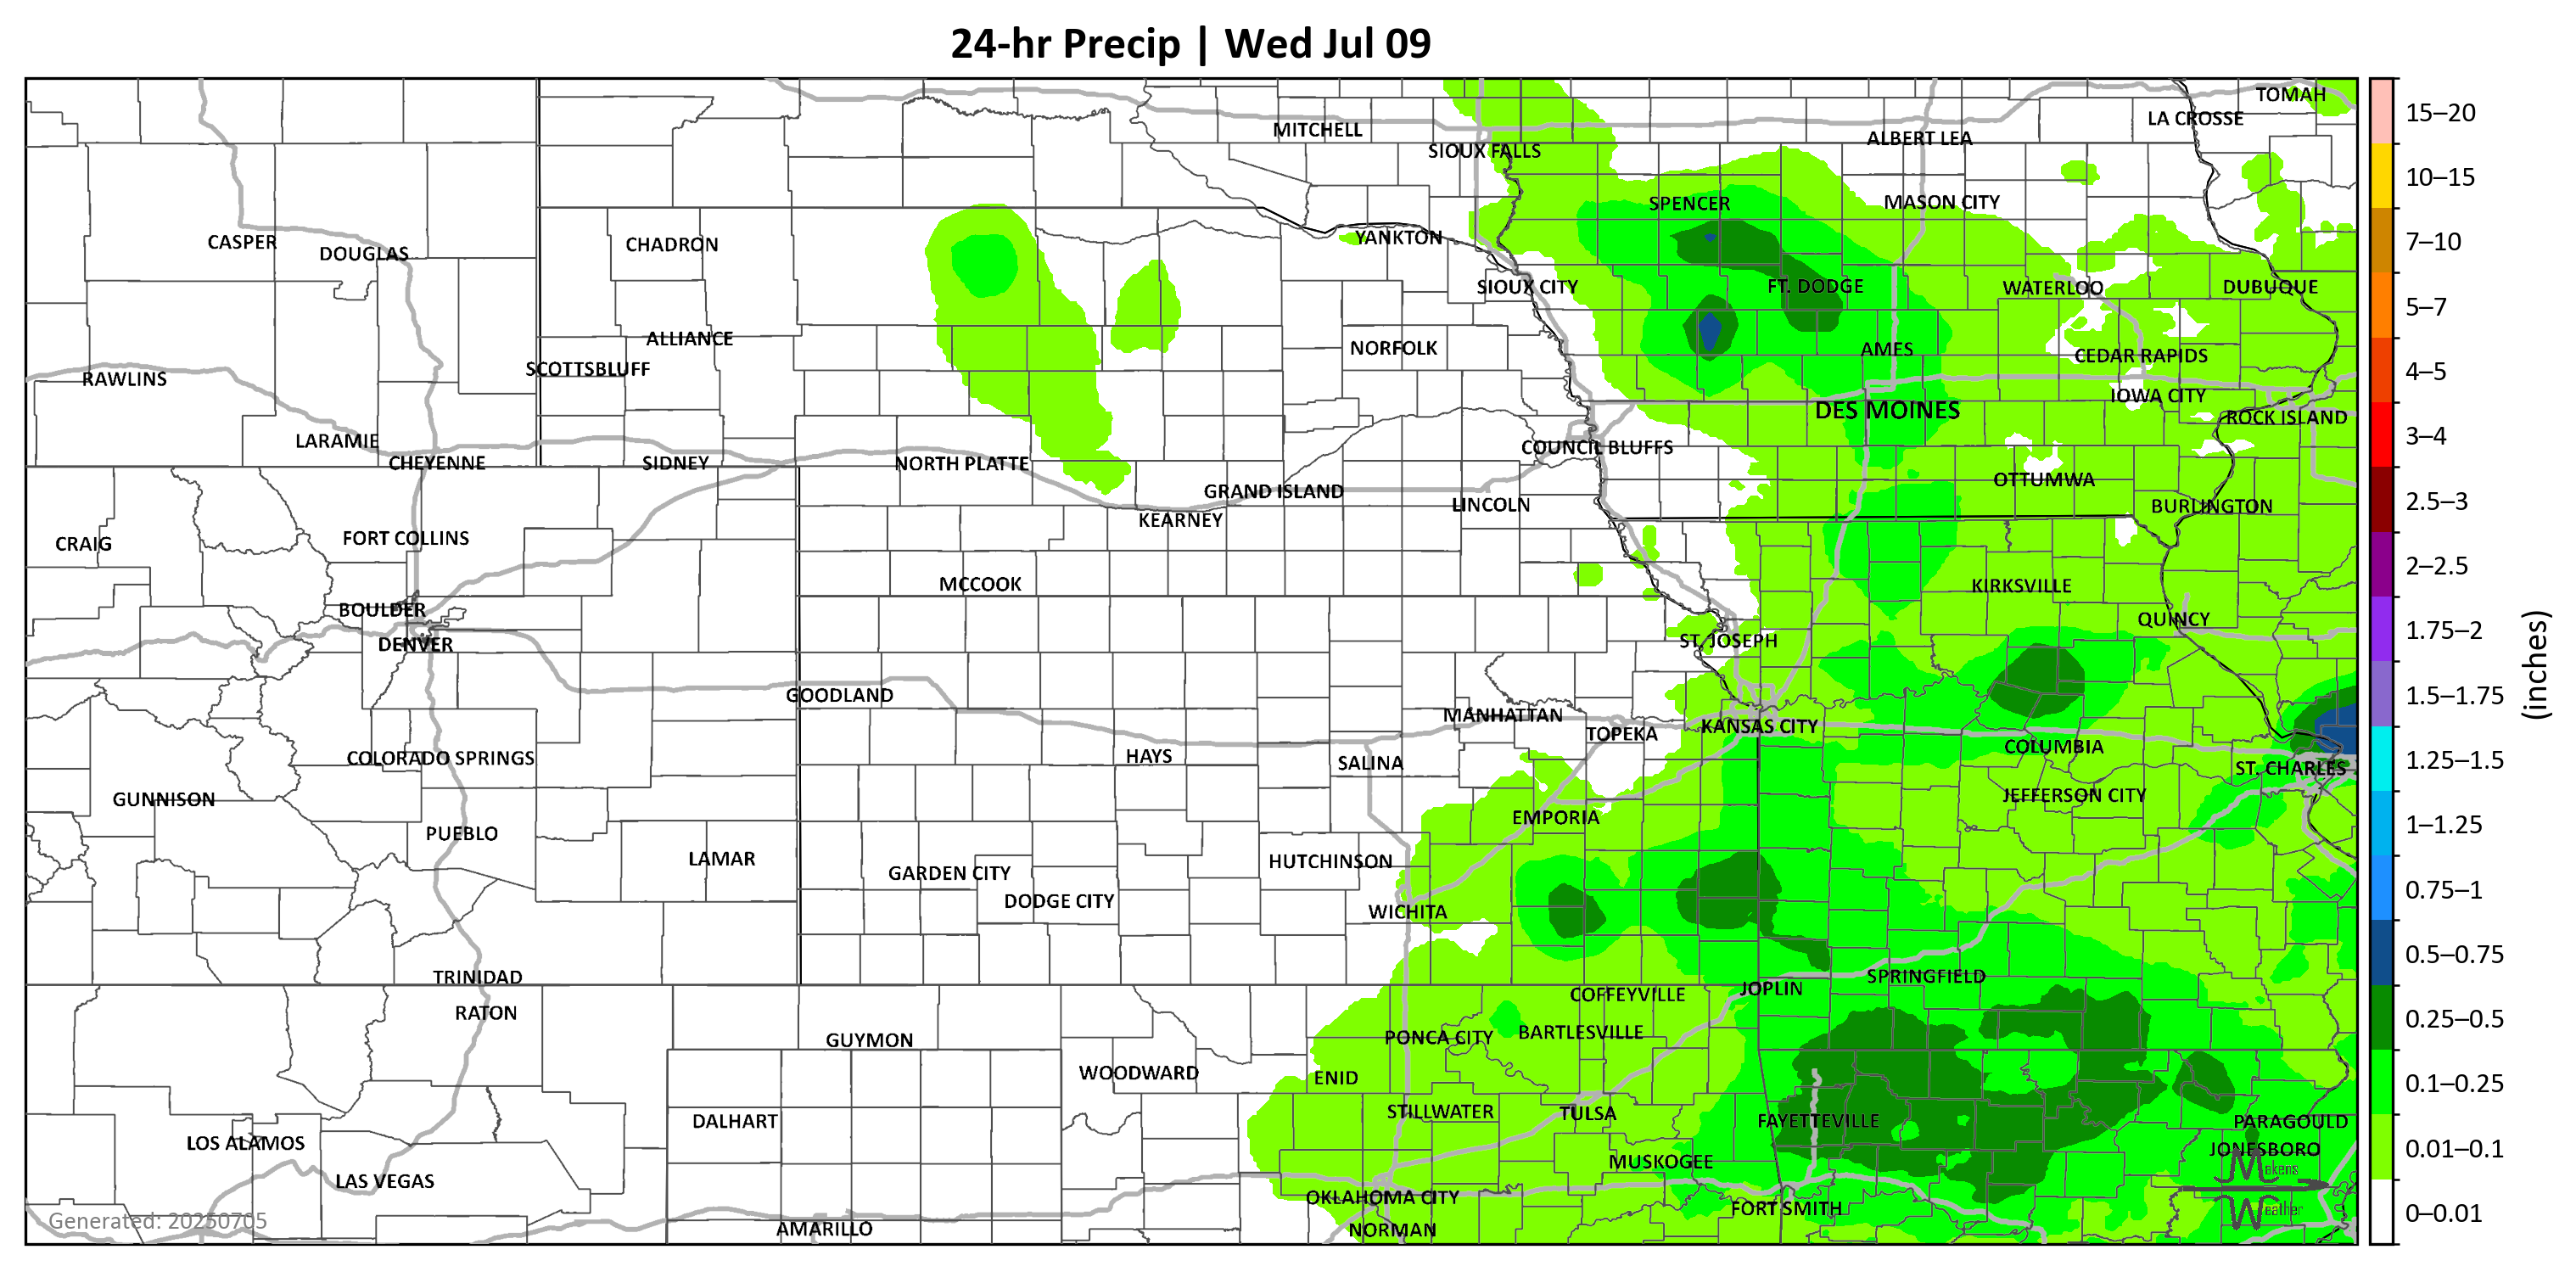 24-hr Precip | Wed Jul 09
TOMAH
LA CROSSE
MITCHELL
ALBERT LEA
SIOUX FALLS
SPENCER
MASON CITY
YANKTON
CASPER
CHADRON
DOUGLAS
SIOUX CITY
FT. DODGE
WATERLOO
DUBUQUE
ALLIANCE
NORFOLK
AMES
CEDAR RAPIDS
SCOTTSBLUFF
RAWLINS
IOWA CITY
DES MOINES
ROCK ISLAND
LARAMIE
COUNCIL BLUFFS
CHEYENNE
SIDNEY
NORTH PLATTE
OTTUMWA
GRAND ISLAND
LINCOLN
BURLINGTON
KEARNEY
FORT COLLINS
CRAIG
MCCOOK
KIRKSVILLE
BOULDER
QUINCY
DENVER
ST. JOSEPH
GOODLAND
MANHATTAN
KANSAS CITY
TOPEKA
COLUMBIA
COLORADO SPRINGS
HAYS
SALINA
ST. CHARLES
GUNNISON
JEFFERSON CITY
EMPORIA
PUEBLO
LAMAR
HUTCHINSON
GARDEN CITY
DODGE CITY
WICHITA
TRINIDAD
SPRINGFIELD
JOPLIN
COFFEYVILLE
RATON
BARTLESVILLE
PONCA CITY
GUYMON
WOODWARD
ENID
STILLWATER
TULSA
DALHART
FAYETTEVILLE
PARAGOULD
LOS ALAMOS
JONESBORO
MUSKOGEE
LAS VEGAS
OKLAHOMA CITY
FORT SMITH
AMARILLO
NORMAN
Makens
Weather
Generated: 20250705
15–20
10–15
7–10
5–7
4–5
3–4
2.5–3
2–2.5
1.75–2
1.5–1.75
1.25–1.5
1–1.25
0.75–1
0.5–0.75
0.25–0.5
0.1–0.25
0.01–0.1
0–0.01
(inches)